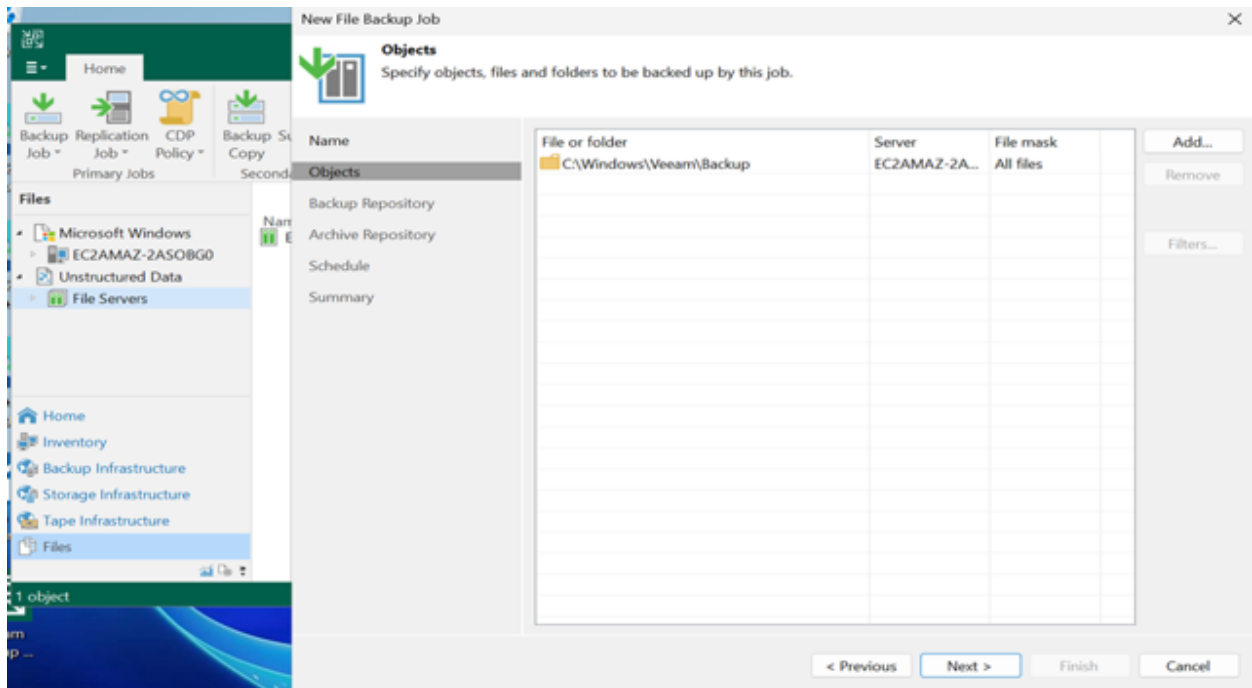 New File Backup Job
Objects
Specify objects, files and folders to be backed up by this job.
Home
Backup Job
Replication Job
CDP Policy
Backup Copy
Primary Jobs
Files
Microsoft Windows
EC2AMAZ-2ASOBG0
Unstructured Data
File Servers
Home
Inventory
Backup Infrastructure
Storage Infrastructure
Tape Infrastructure
Files
1 object
Name
Objects
Backup Repository
Archive Repository
Schedule
Summary
File or folder Server File mask
C:\Windows\Veeam\Backup EC2AMAZ-2A... All files
Add...
Remove
Filters...
< Previous Next > Finish Cancel